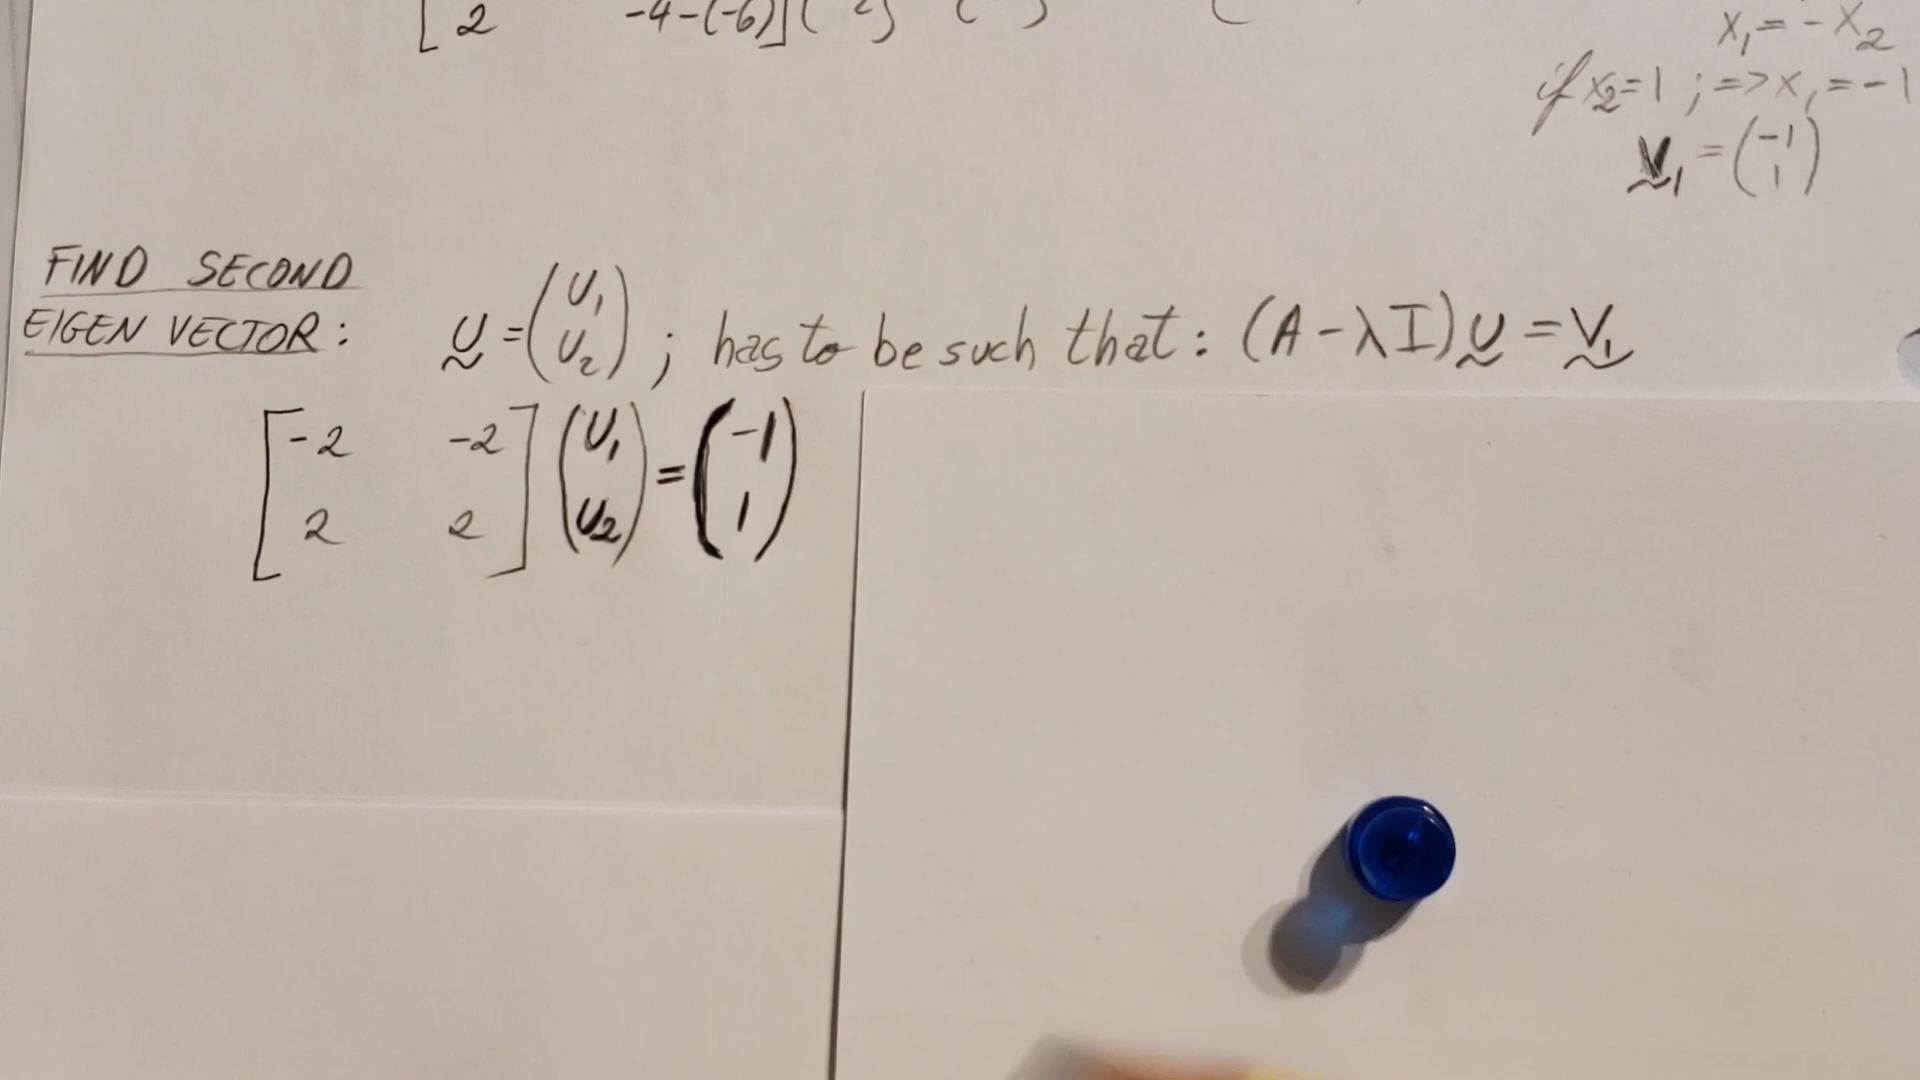 [ 2 -4-(-6) ]
x₁ = -x₂
if x₂=1 ; => x₁ = -1
v₁ = (-1 1)
FIND SECOND
EIGEN VECTOR: U = (U₁ U₂) ; has to be such that: (A - λI)U = V₁
[ -2 -2 ] (U₁ = (-1
2 2 ] U₂) 1)